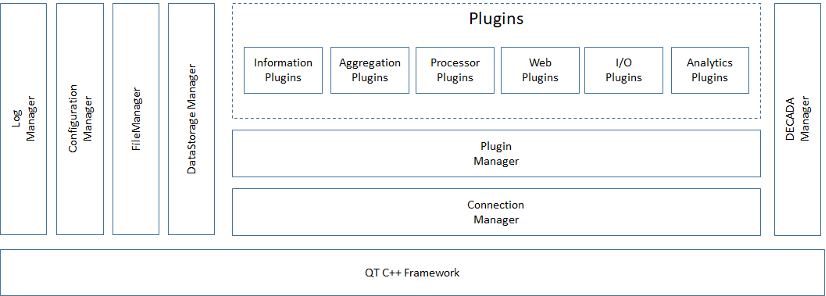 Log
Manager
Configuration
Manager
FileManager
DataStorage Manager
Plugins
Information
Plugins
Aggregation
Plugins
Processor
Plugins
Web
Plugins
I/O
Plugins
Analytics
Plugins
Plugin
Manager
Connection
Manager
DECADA
Manager
QT C++ Framework